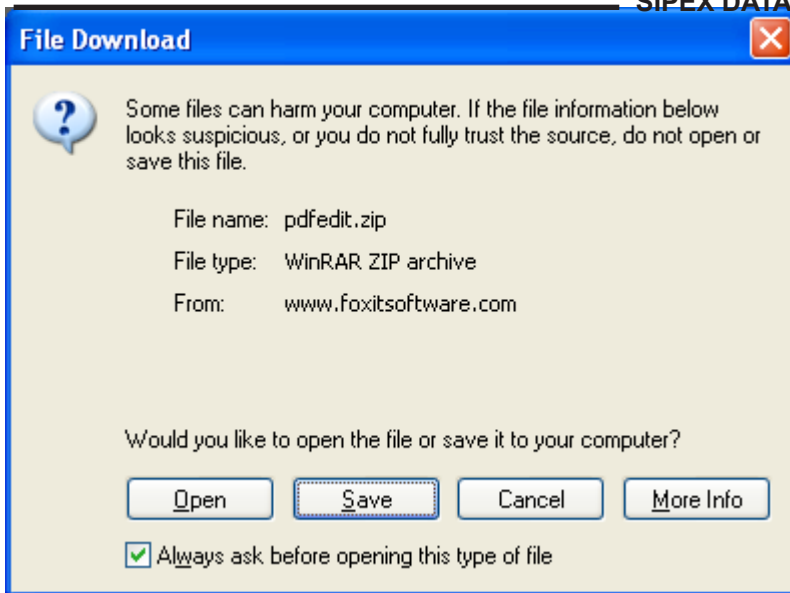 SIPEX DATA
File Download
Some files can harm your computer. If the file information below
looks suspicious, or you do not fully trust the source, do not open or
save this file.
File name: pdfedit.zip
File type: WinRAR ZIP archive
From: www.foxitsoftware.com
Would you like to open the file or save it to your computer?
Open Save Cancel More Info
Always ask before opening this type of file